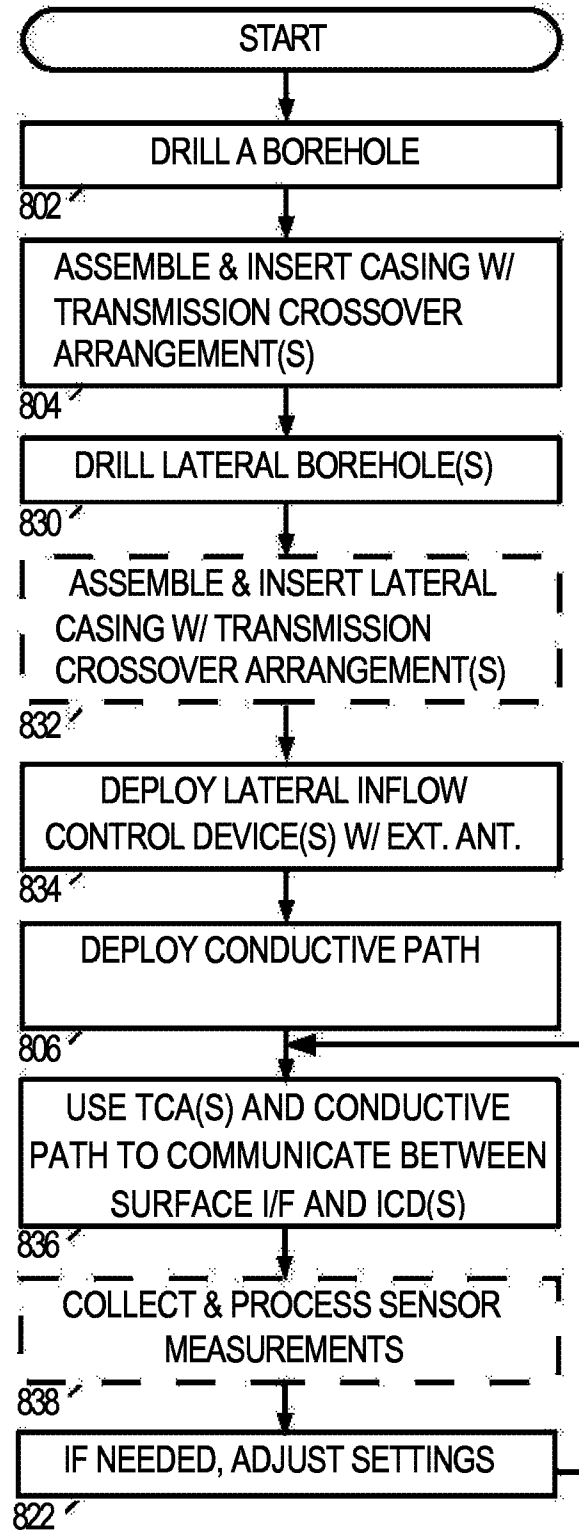 START
DRILL A BOREHOLE
802
ASSEMBLE & INSERT CASING W/
TRANSMISSION CROSSOVER
ARRANGEMENT(S)
804
DRILL LATERAL BOREHOLE(S)
830
ASSEMBLE & INSERT LATERAL
CASING W/ TRANSMISSION
CROSSOVER ARRANGEMENT(S)
832
DEPLOY LATERAL INFLOW
CONTROL DEVICE(S) W/ EXT. ANT.
834
DEPLOY CONDUCTIVE PATH
806
USE TCA(S) AND CONDUCTIVE
PATH TO COMMUNICATE BETWEEN
SURFACE I/F AND ICD(S)
836
COLLECT & PROCESS SENSOR
MEASUREMENTS
838
IF NEEDED, ADJUST SETTINGS
822